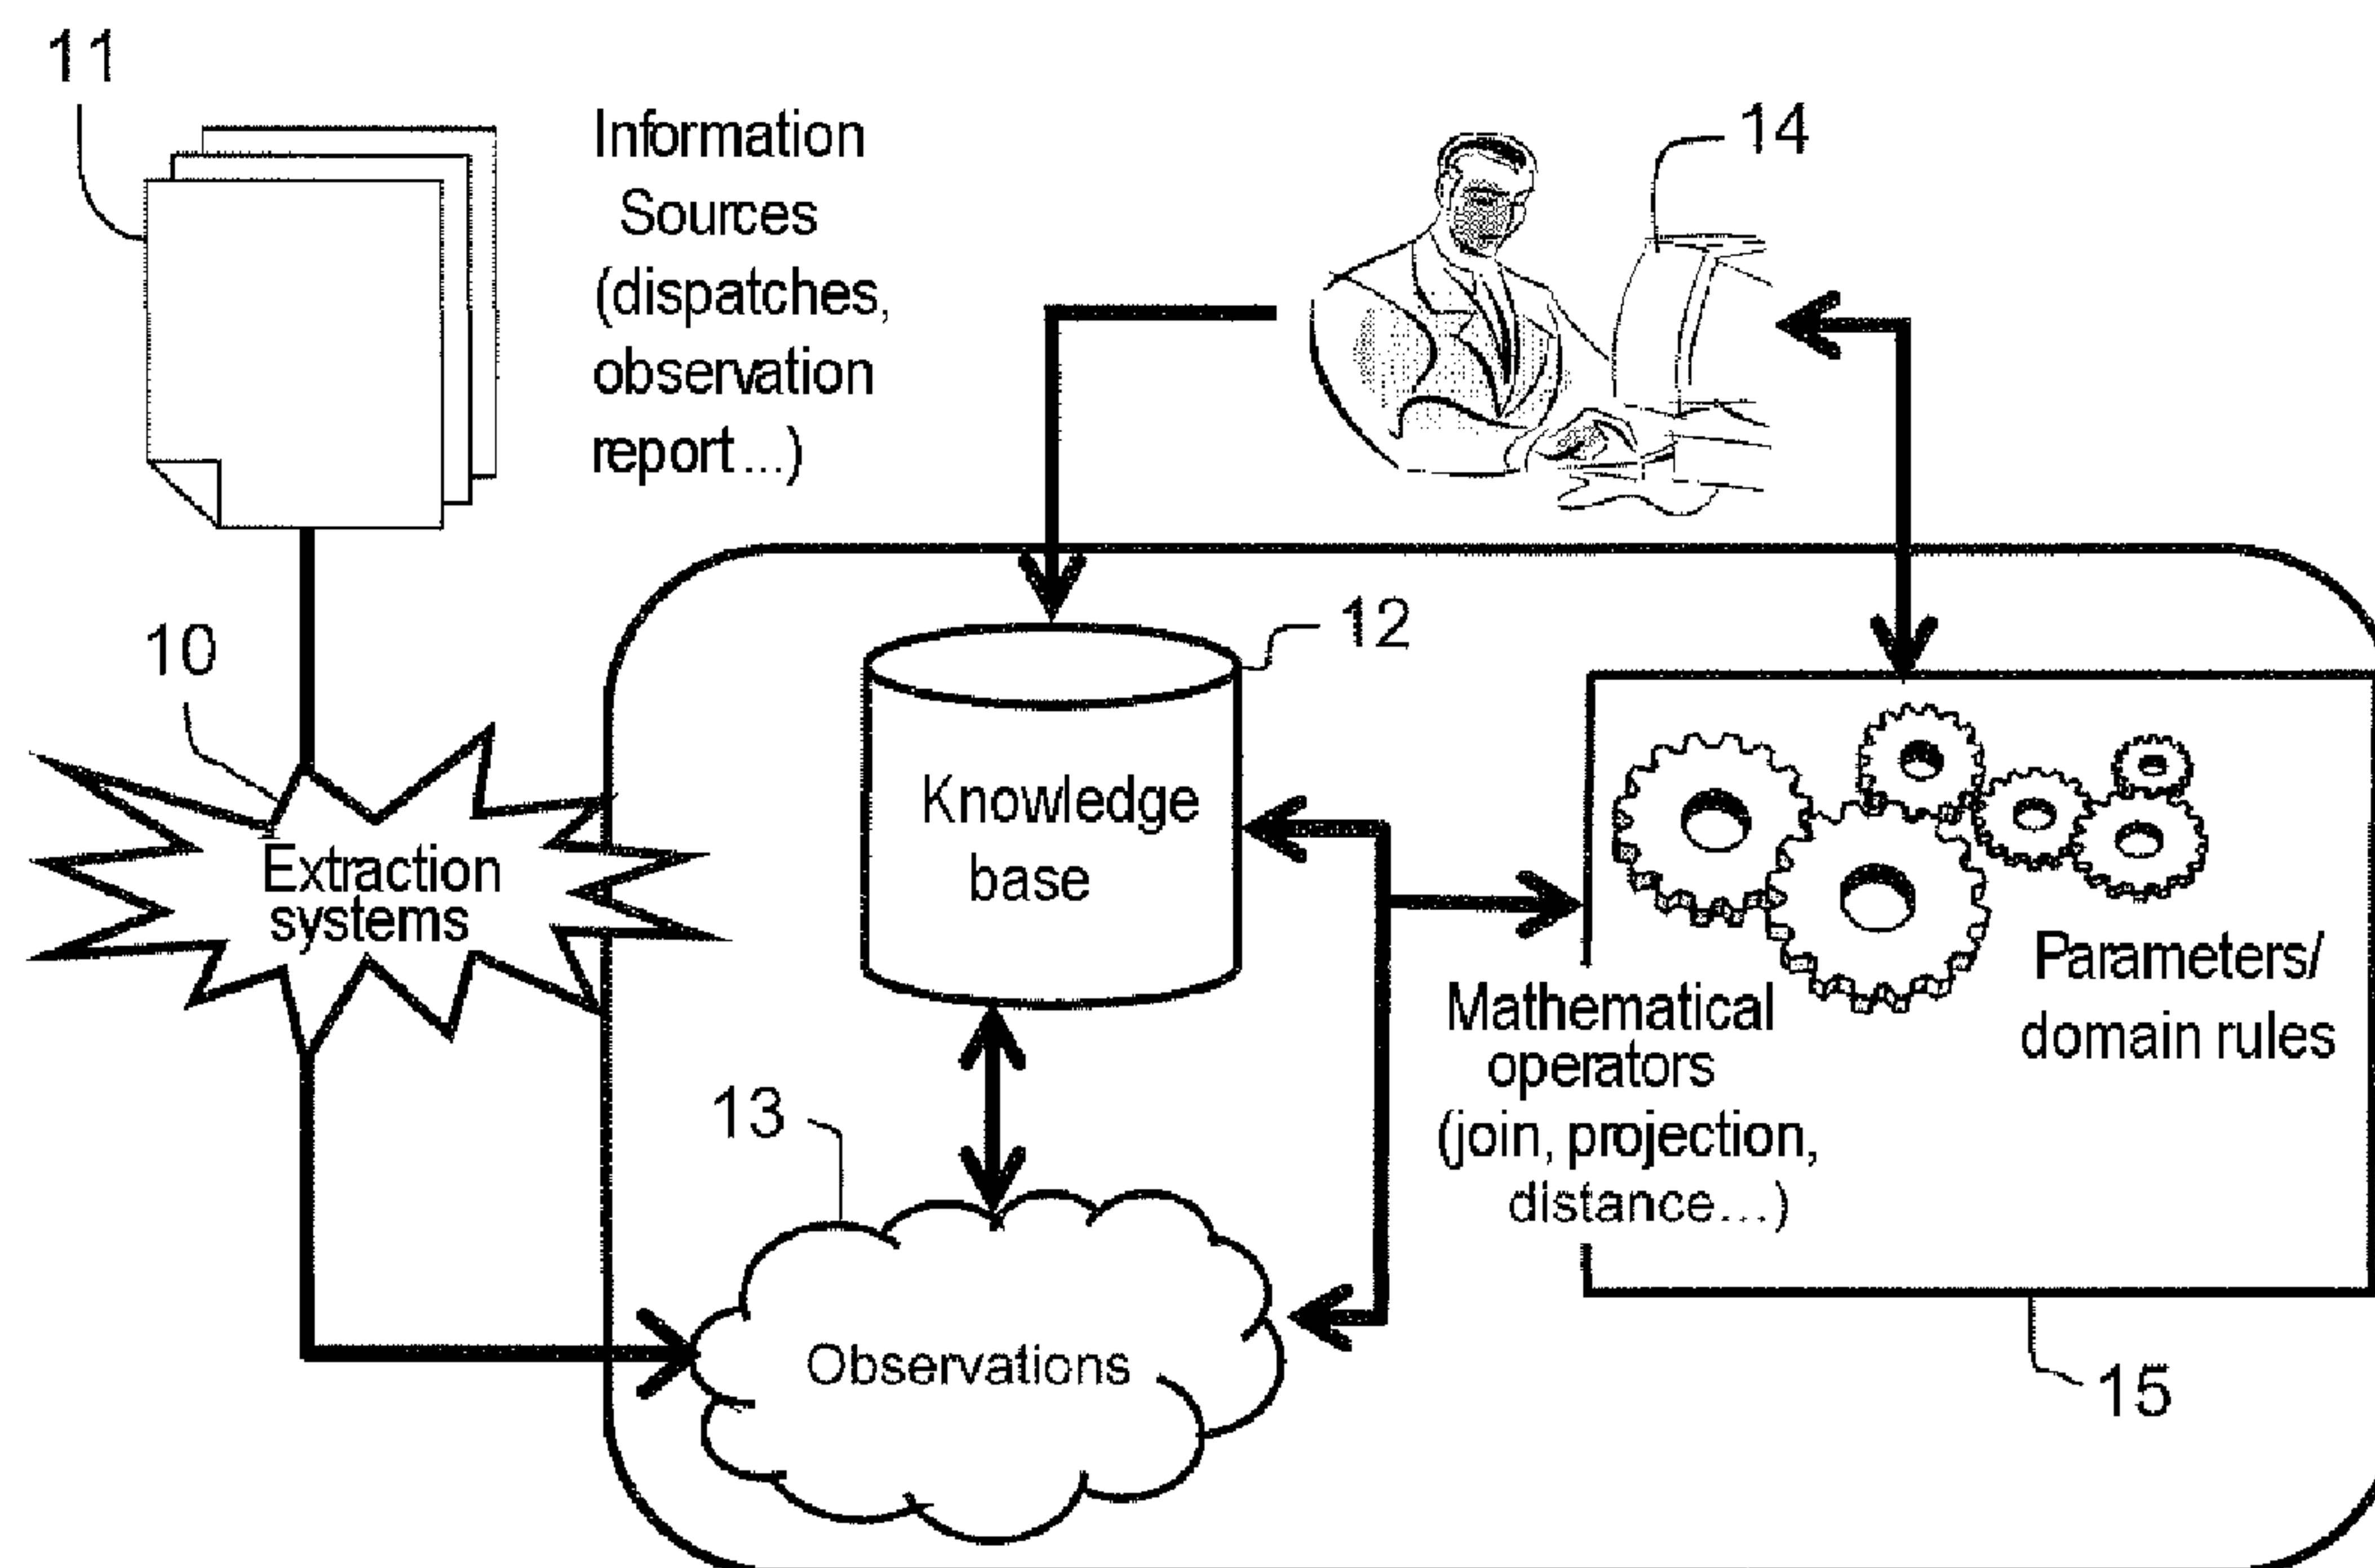 11
Information
Sources
(dispatches,
observation
report...)
14
10
12
Extraction
systems
Knowledge
base
Parameters/
domain rules
Mathematical
operators
(join, projection,
distance...)
13
Observations
15